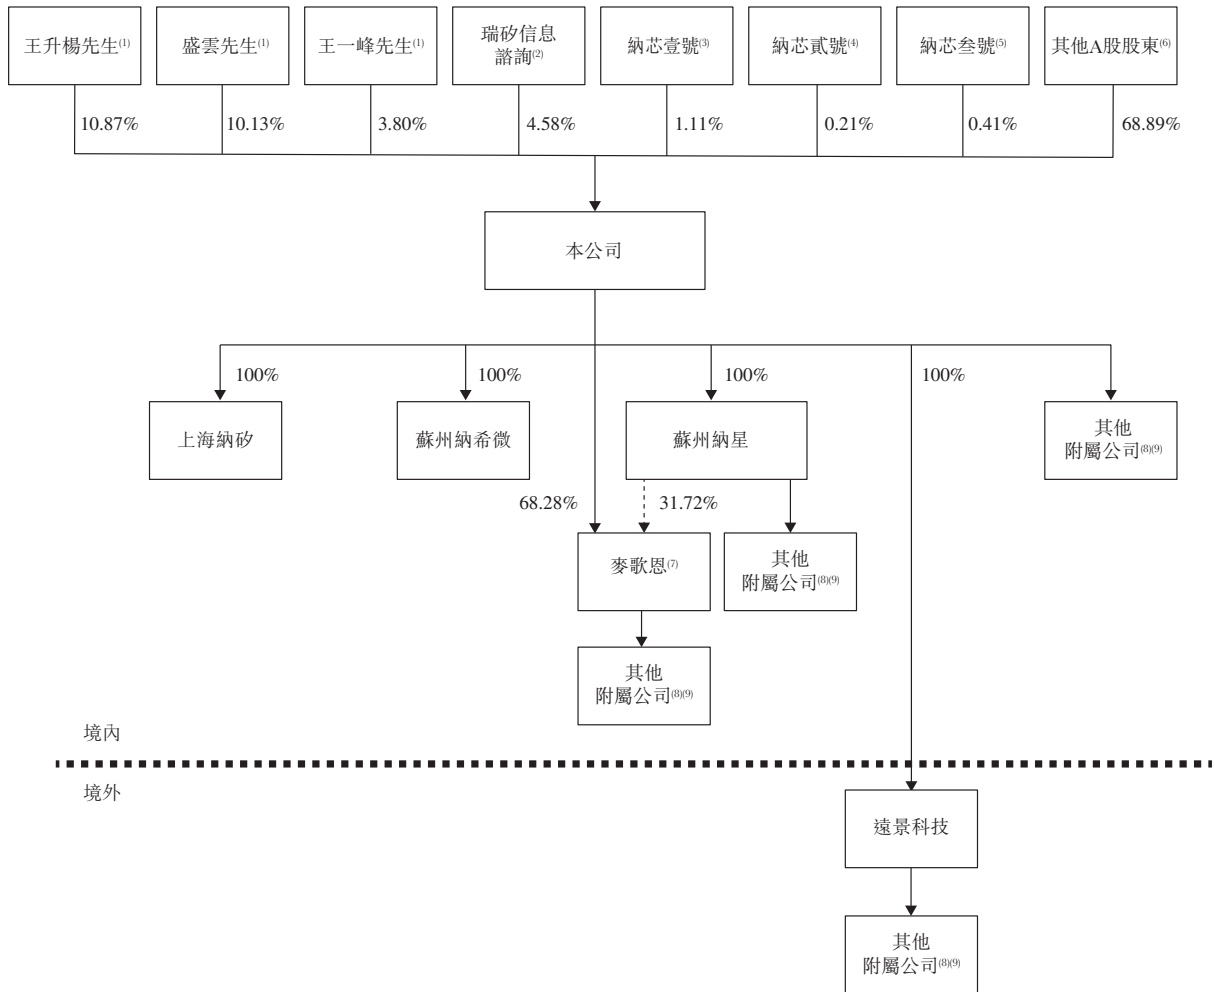 王升楊先生(1)
盛雲先生(1)
王一峰先生(1)
瑞矽信息
諮詢(2)
納芯壹號(3)
納芯貳號(4)
納芯叁號(5)
其他A股股東(6)
10.87%
10.13%
3.80%
4.58%
1.11%
0.21%
0.41%
68.89%
本公司
100%
100%
100%
100%
上海納矽
蘇州納希微
蘇州納星
其他
附屬公司(8)(9)
68.28%
31.72%
麥歌恩(7)
其他
附屬公司(8)(9)
其他
附屬公司(8)(9)
境內
境外
遠景科技
其他
附屬公司(8)(9)